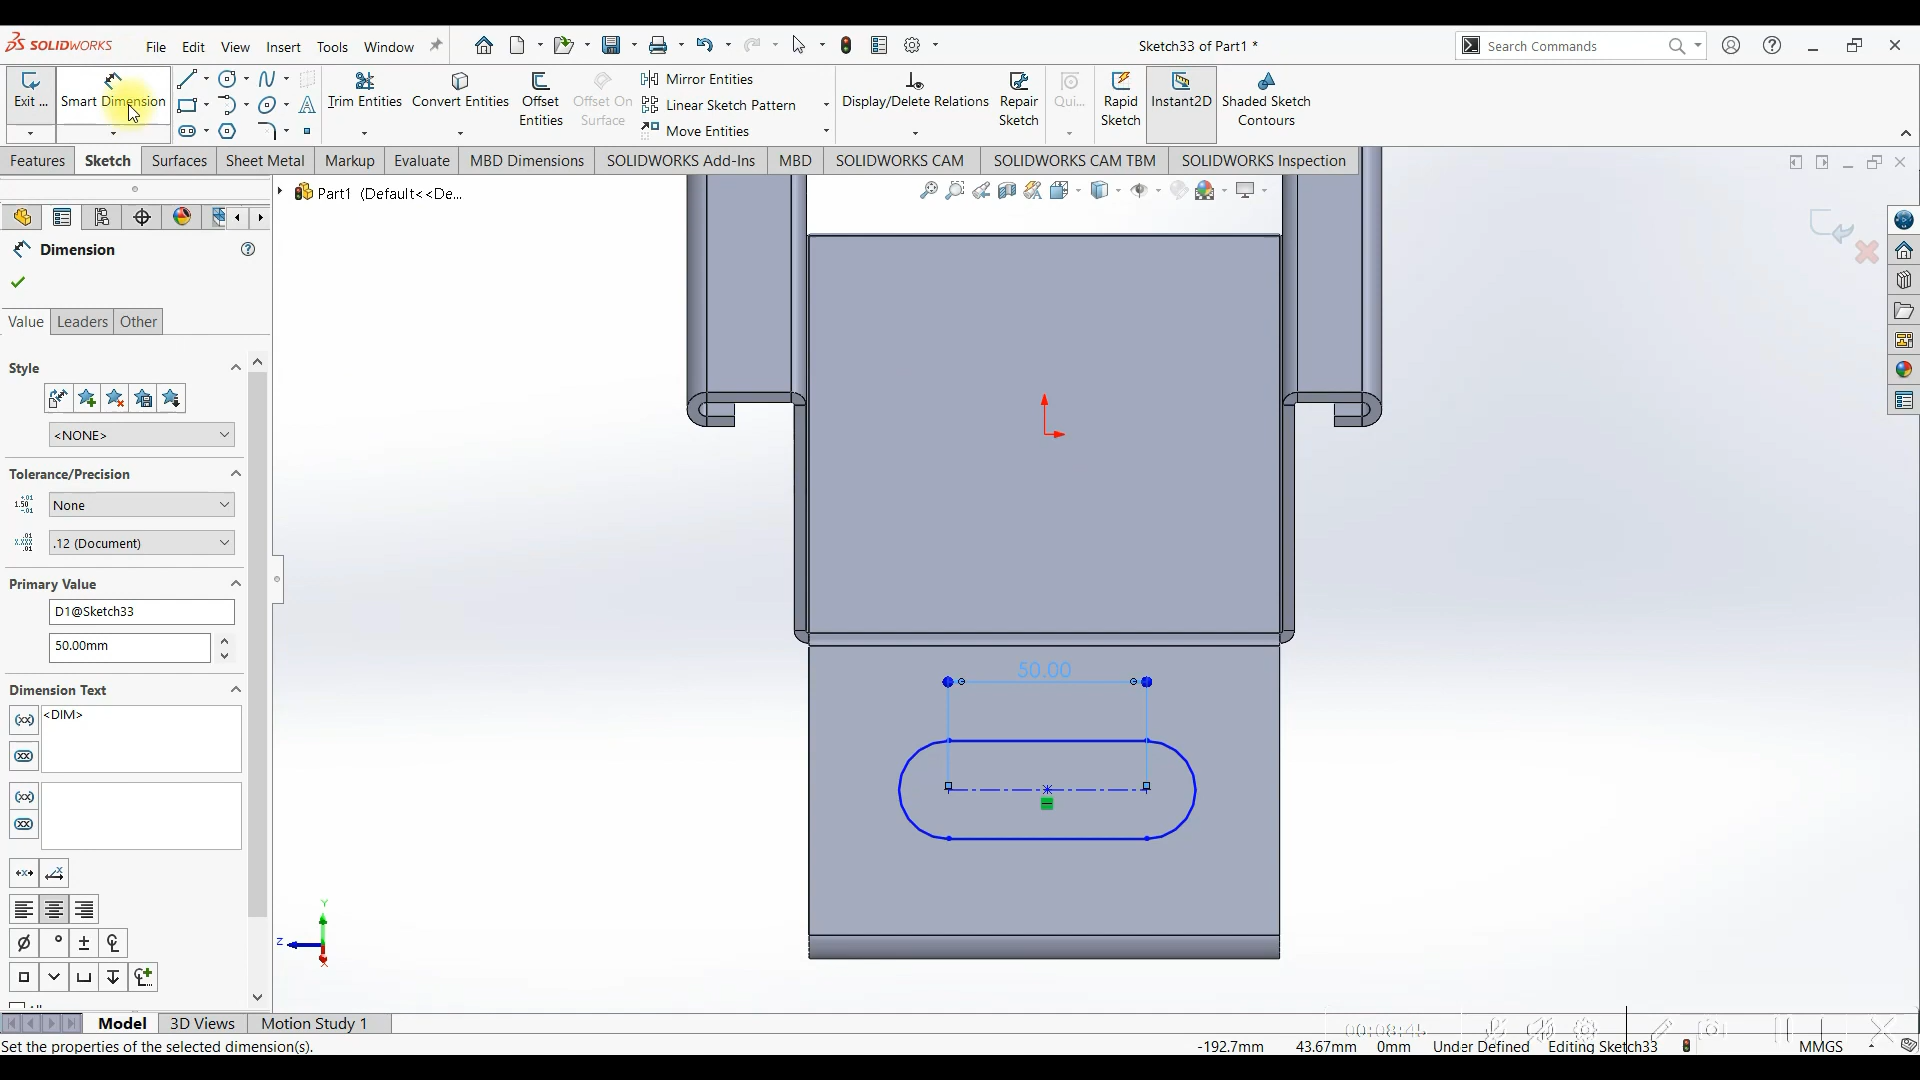 SOLIDWORKS
File Edit View Insert Tools Window
Sketch33 of Part1 *
Search Commands
Exit ...
Smart Dimension
Trim Entities
Convert Entities
Offset Entities
Offset On Surface
Mirror Entities
Linear Sketch Pattern
Move Entities
Display/Delete Relations
Repair Sketch
Qui...
Rapid Sketch
Instant2D
Shaded Sketch Contours
Features Sketch Surfaces Sheet Metal Markup Evaluate MBD Dimensions SOLIDWORKS Add-Ins MBD SOLIDWORKS CAM SOLIDWORKS CAM TBM SOLIDWORKS Inspection
Part1 (Default<<De...
Dimension
Value Leaders Other
Style
<NONE>
Tolerance/Precision
None
.12 (Document)
Primary Value
D1@Sketch33
50.00mm
Dimension Text
<DIM>
50.00
Y
Z
X
Model 3D Views Motion Study 1
00:08:45
Set the properties of the selected dimension(s).
-192.7mm 43.67mm 0mm Under Defined Editing Sketch33 MMGS